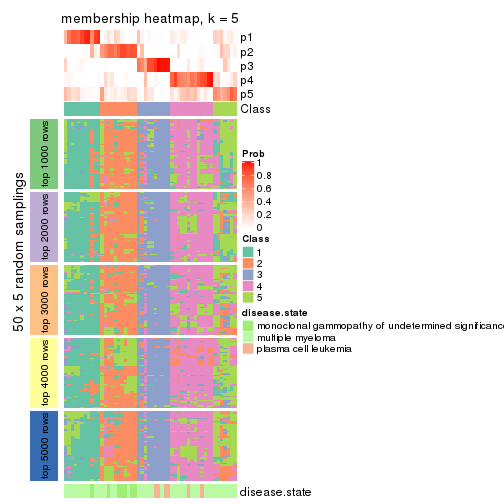 membership heatmap, k = 5
p1
p2
p3
p4
p5
Class
50 x 5 random samplings
top 1000 rows
top 2000 rows
top 3000 rows
top 4000 rows
top 5000 rows
disease.state
Prob
1
0.8
0.6
0.4
0.2
0
Class
1
2
3
4
5
disease.state
monoclonal gammopathy of undetermined significance
multiple myeloma
plasma cell leukemia